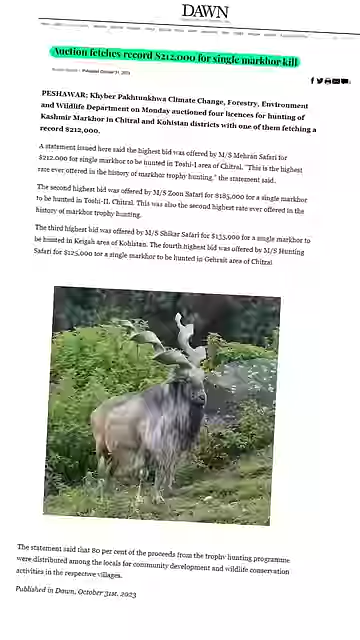 DAWN
Auction fetches record $212,000 for single markhor kill
Published October 31, 2023
PESHAWAR: Khyber Pakhtunkhwa Climate Change, Forestry, Environment
and Wildlife Department on Monday auctioned four licences for hunting of
Kashmir Markhor in Chitral and Kohistan districts with one of them fetching a
record $212,000.
A statement issued here said the highest bid was offered by M/S Mehran Safari for
$212,000 for single markhor to be hunted in Toshi-I area of Chitral. "This is the highest
rate ever offered in the history of markhor trophy hunting," the statement said.
The second highest bid was offered by M/S Zoon Safari for $185,000 for a single markhor
to be hunted in Toshi-II, Chitral. This was also the second highest rate ever offered in the
history of markhor trophy hunting.
The third highest bid was offered by M/S Shikar Safari for for a single markhor to
be hunted in Keigah area of Kohistan. The fourth highest bid was offered by M/S Hunting
Safari for $125,000 for a single markhor to be hunted in Gehrait area of Chitral
The statement said that 80 per cent of the proceeds from the trophy hunting programme
were distributed among the locals for community development and wildlife conservation
activities in the respective villages.
Published in Dawn, October 31st, 2023